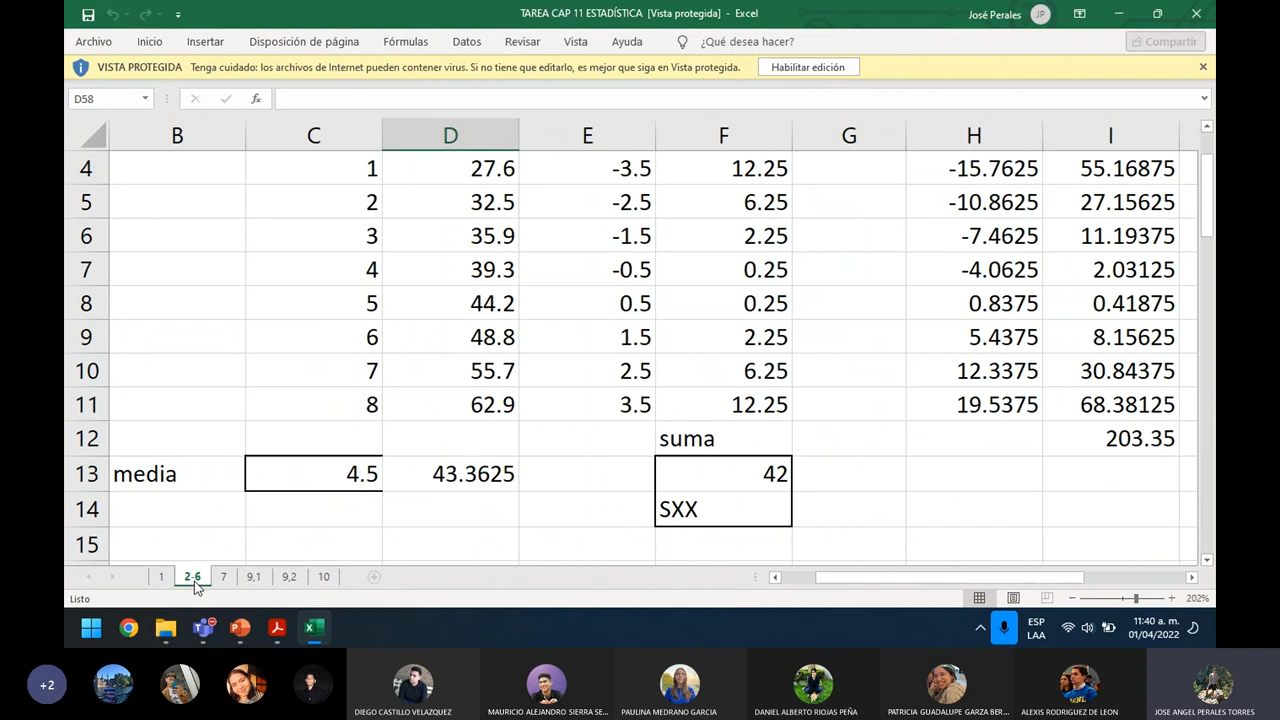 TAREA CAP 11 ESTADÍSTICA [Vista protegida] - Excel
José Perales
JP
Archivo Inicio Insertar Disposición de página Fórmulas Datos Revisar Vista Ayuda ¿Qué desea hacer? Compartir
VISTA PROTEGIDA Tenga cuidado: los archivos de Internet pueden contener virus. Si no tiene que editarlo, es mejor que siga en Vista protegida. Habilitar edición
D58 fx
B C D E F G H I
4 1 27.6 -3.5 12.25 -15.7625 55.16875
5 2 32.5 -2.5 6.25 -10.8625 27.15625
6 3 35.9 -1.5 2.25 -7.4625 11.19375
7 4 39.3 -0.5 0.25 -4.0625 2.03125
8 5 44.2 0.5 0.25 0.8375 0.41875
9 6 48.8 1.5 2.25 5.4375 8.15625
10 7 55.7 2.5 6.25 12.3375 30.84375
11 8 62.9 3.5 12.25 19.5375 68.38125
12 suma 203.35
13 media 4.5 43.3625 42
14 SXX
15
1 2-6 7 9,1 9,2 10
Listo 202%
ESP
LAA
11:40 a. m.
01/04/2022
+2
DIEGO CASTILLO VELAZQUEZ
MAURICIO ALEJANDRO SIERRA SE...
PAULINA MEDRANO GARCIA
DANIEL ALBERTO RIOJAS PEÑA
PATRICIA GUADALUPE GARZA BER...
ALEXIS RODRIGUEZ DE LEON
JOSE ANGEL PERALES TORRES